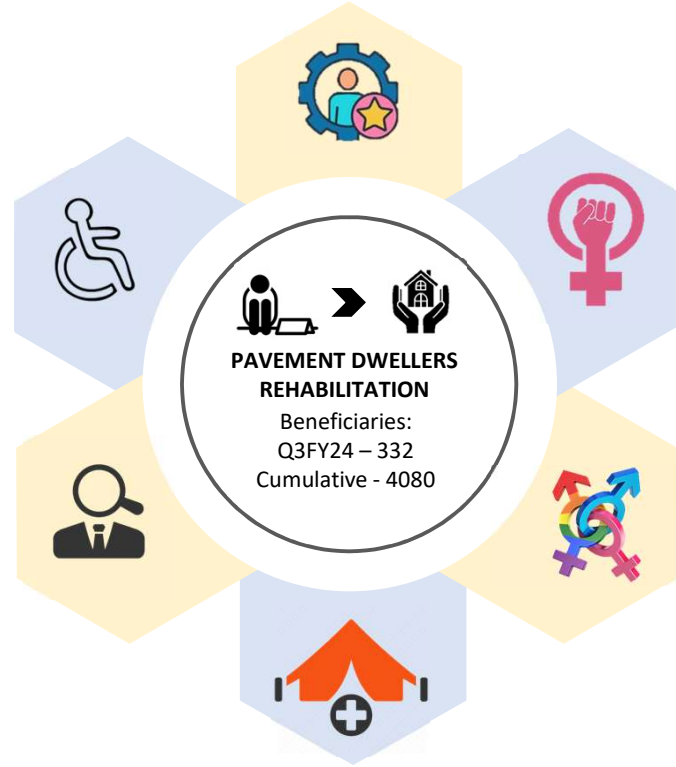 PAVEMENT DWELLERS
REHABILITATION
Beneficiaries:
Q3FY24 – 332
Cumulative - 4080